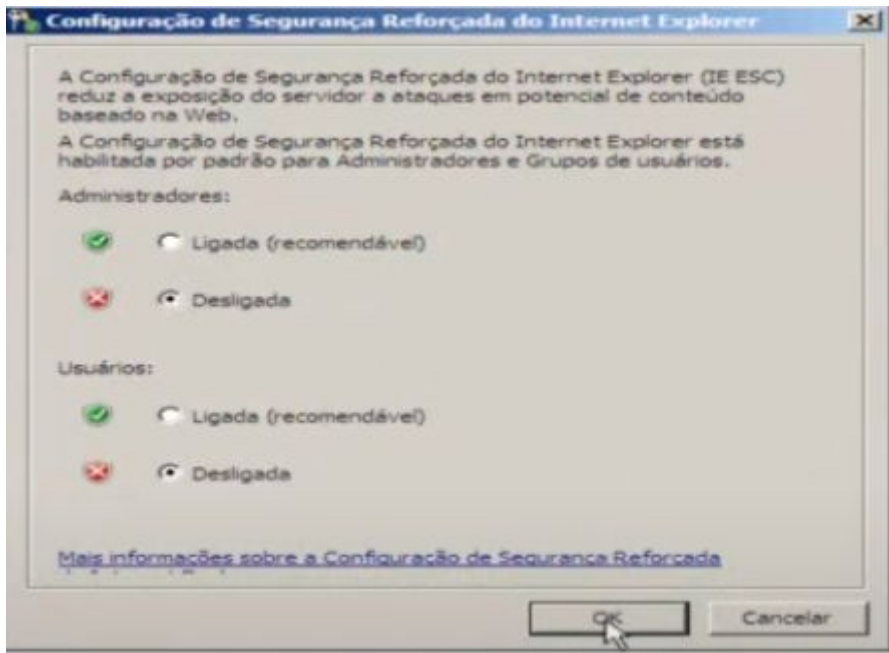 Configuração de Segurança Reforçada do Internet Explorer
A Configuração de Segurança Reforçada do Internet Explorer (IE ESC)
reduz a exposição do servidor a ataques em potencial de conteúdo
baseado na Web.
A Configuração de Segurança Reforçada do Internet Explorer está
habilitada por padrão para Administradores e Grupos de usuários.
Administradores:
Ligada (recomendável)
Desligada
Usuários:
Ligada (recomendável)
Desligada
Mais informações sobre a Configuração de Segurança Reforçada
OK
Cancelar